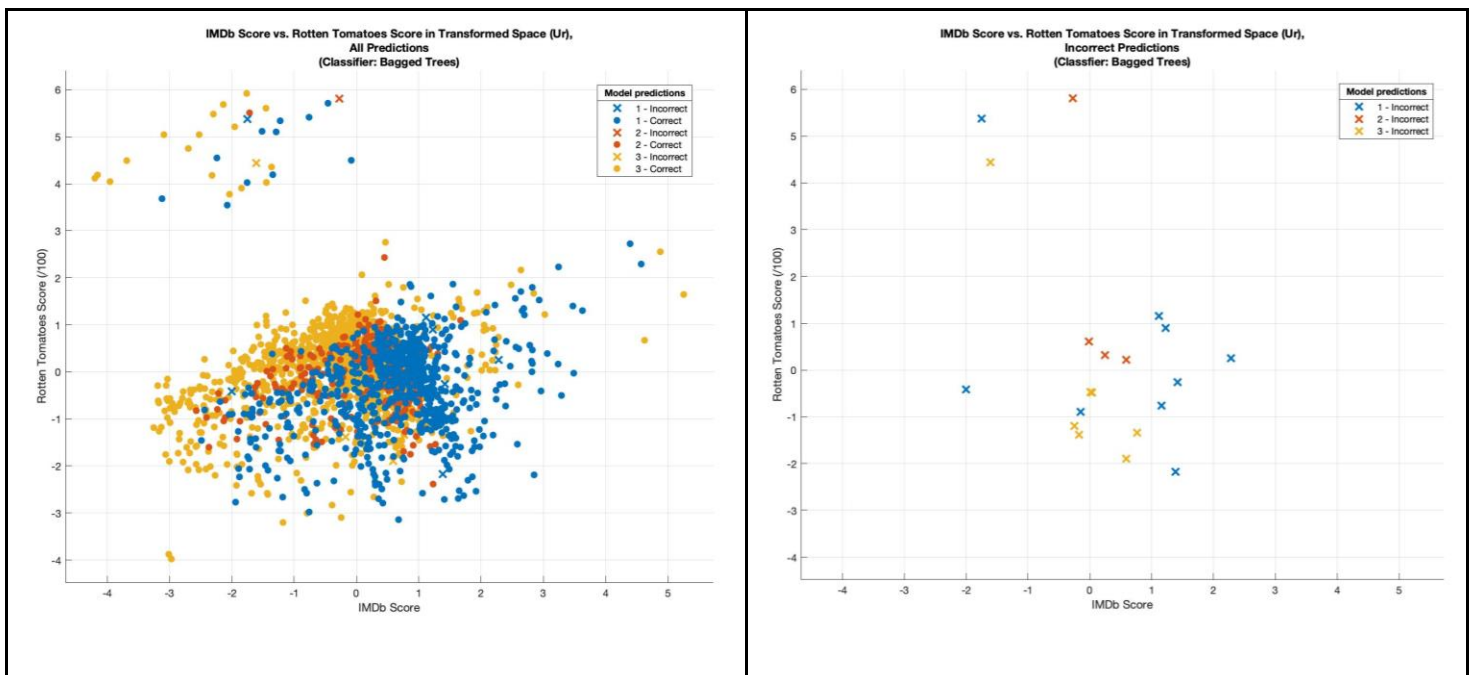 IMDb Score vs. Rotten Tomatoes Score in Transformed Space (Ur),
All Predictions
(Classifer: Bagged Trees)
Model predictions
1 - Incorrect
1 - Correct
2 - Incorrect
2 - Correct
3 - Incorrect
3 - Correct
6
5
4
3
2
1
0
-1
-2
-3
-4
Rotten Tomatoes Score (/100)
-4
-3
-2
-1
0
1
2
3
4
5
IMDb Score
IMDb Score vs. Rotten Tomatoes Score in Transformed Space (Ur),
Incorrect Predictions
(Classifer: Bagged Trees)
Model predictions
1 - Incorrect
2 - Incorrect
3 - Incorrect
6
5
4
3
2
1
0
-1
-2
-3
-4
Rotten Tomatoes Score (/100)
-4
-3
-2
-1
0
1
2
3
4
5
IMDb Score